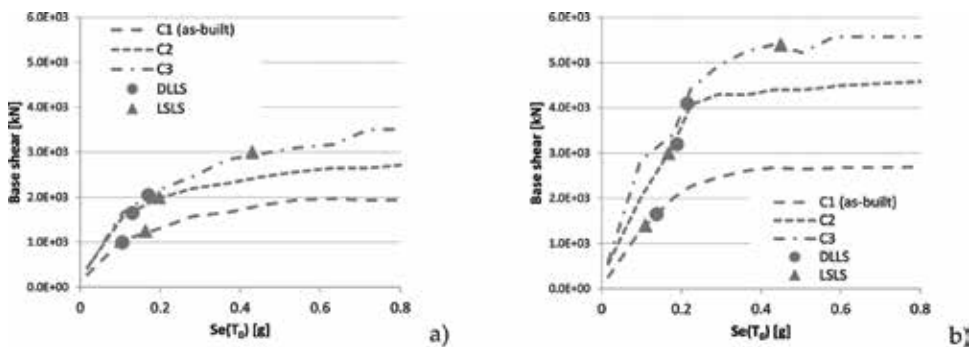 6.0E+03
5.0E+03
4.0E+03
3.0E+03
2.0E+03
1.0E+03
0.0E+00
Base shear [kN]
C1 (as-built)
C2
C3
DLLS
LSLS
0 0.2 0.4 0.6 0.8
Se(T₀) [g]
a)
6.0E+03
5.0E+03
4.0E+03
3.0E+03
2.0E+03
1.0E+03
0.0E+00
Base shear [kN]
C1 (as-built)
C2
C3
DLLS
LSLS
0 0.2 0.4 0.6 0.8
Se(T₀) [g]
b)